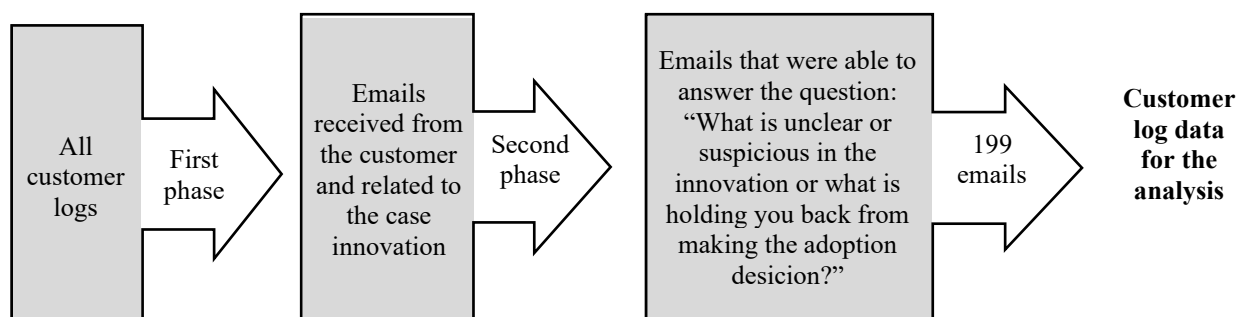 All
customer
logs
First
phase
Emails
received from
the customer
and related to
the case
innovation
Second
phase
Emails that were able to
answer the question:
“What is unclear or
suspicious in the
innovation or what is
holding you back from
making the adoption
desicion?”
199
emails
Customer
log data
for the
analysis